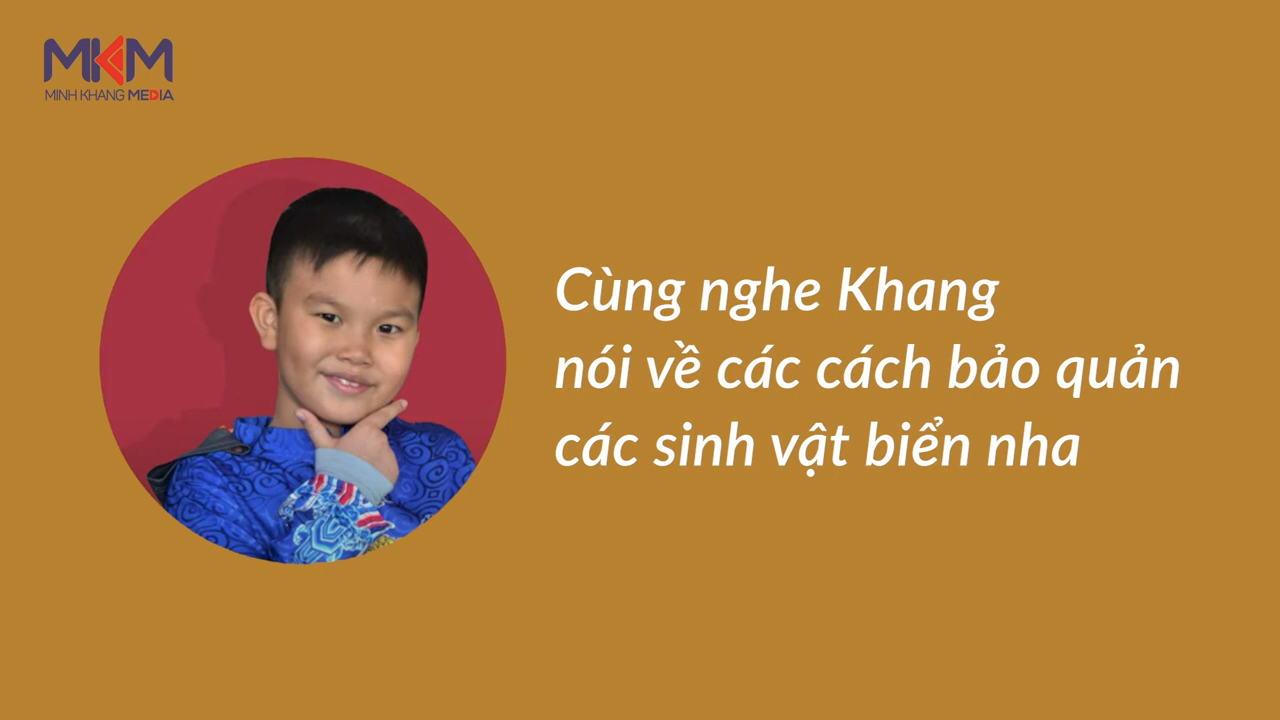 MKM
MINH KHANG MEDIA
Cùng nghe Khang
nói về các cách bảo quản
các sinh vật biển nha